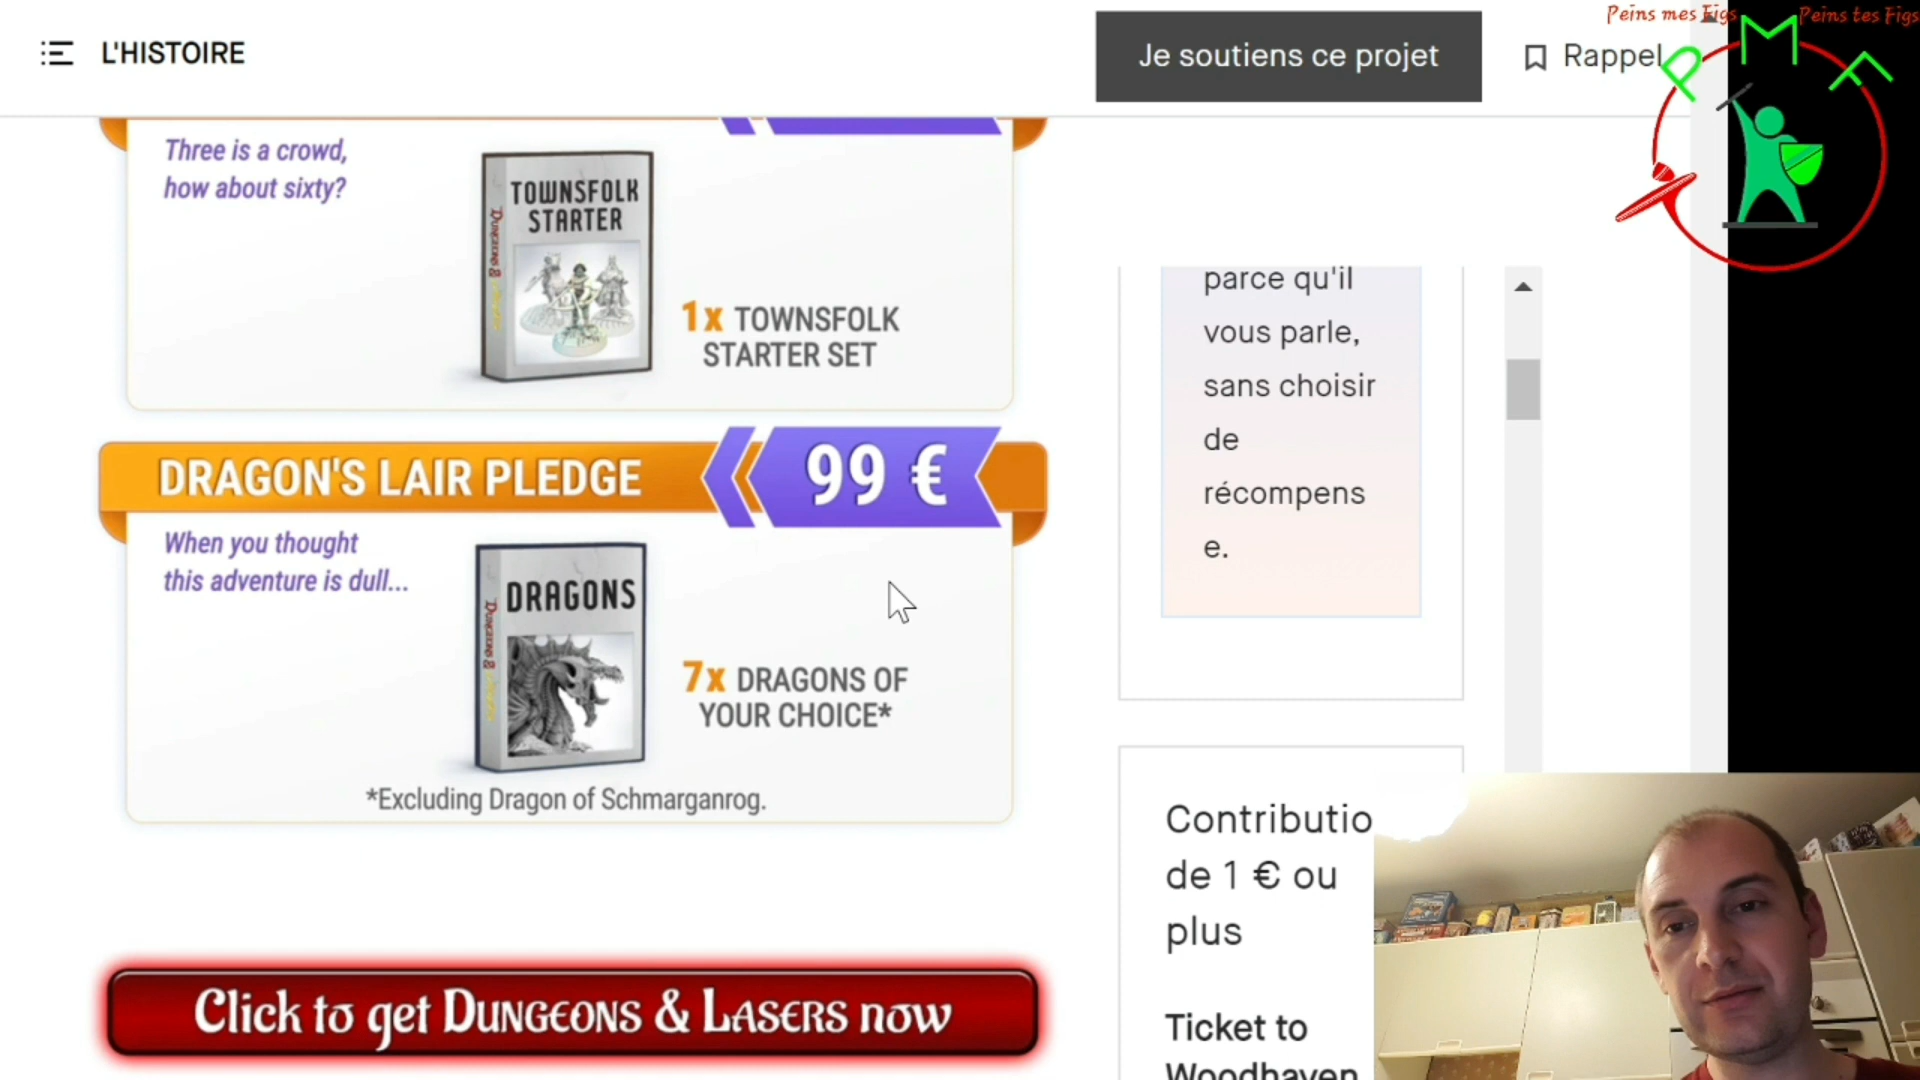 Peins mes Figs
Peins tes Figs
P M F
L'HISTOIRE
Je soutiens ce projet
Rappel
Three is a crowd,
how about sixty?
TOWNSFOLK
STARTER
DUNGEONS &
1x TOWNSFOLK
STARTER SET
parce qu'il
vous parle,
sans choisir
de
récompens
e.
DRAGON'S LAIR PLEDGE
99 €
When you thought
this adventure is dull...
DRAGONS
DUNGEONS &
7x DRAGONS OF
YOUR CHOICE*
*Excluding Dragon of Schmarganrog.
Contributio
de 1 € ou
plus
Ticket to
Woodhaven
Click to get DUNGEONS & LASERS now